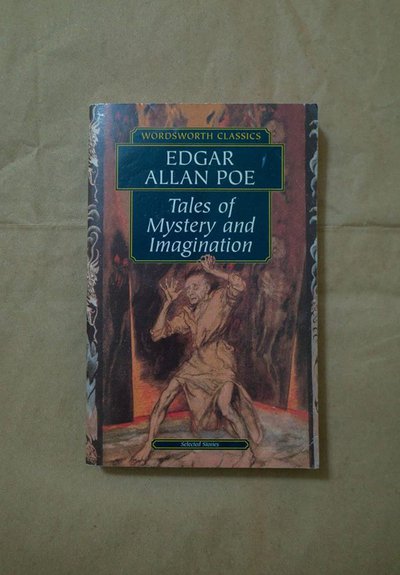 WORDSWORTH CLASSICS
EDGAR
ALLAN POE
Tales of
Mystery and
Imagination
Selected Stories